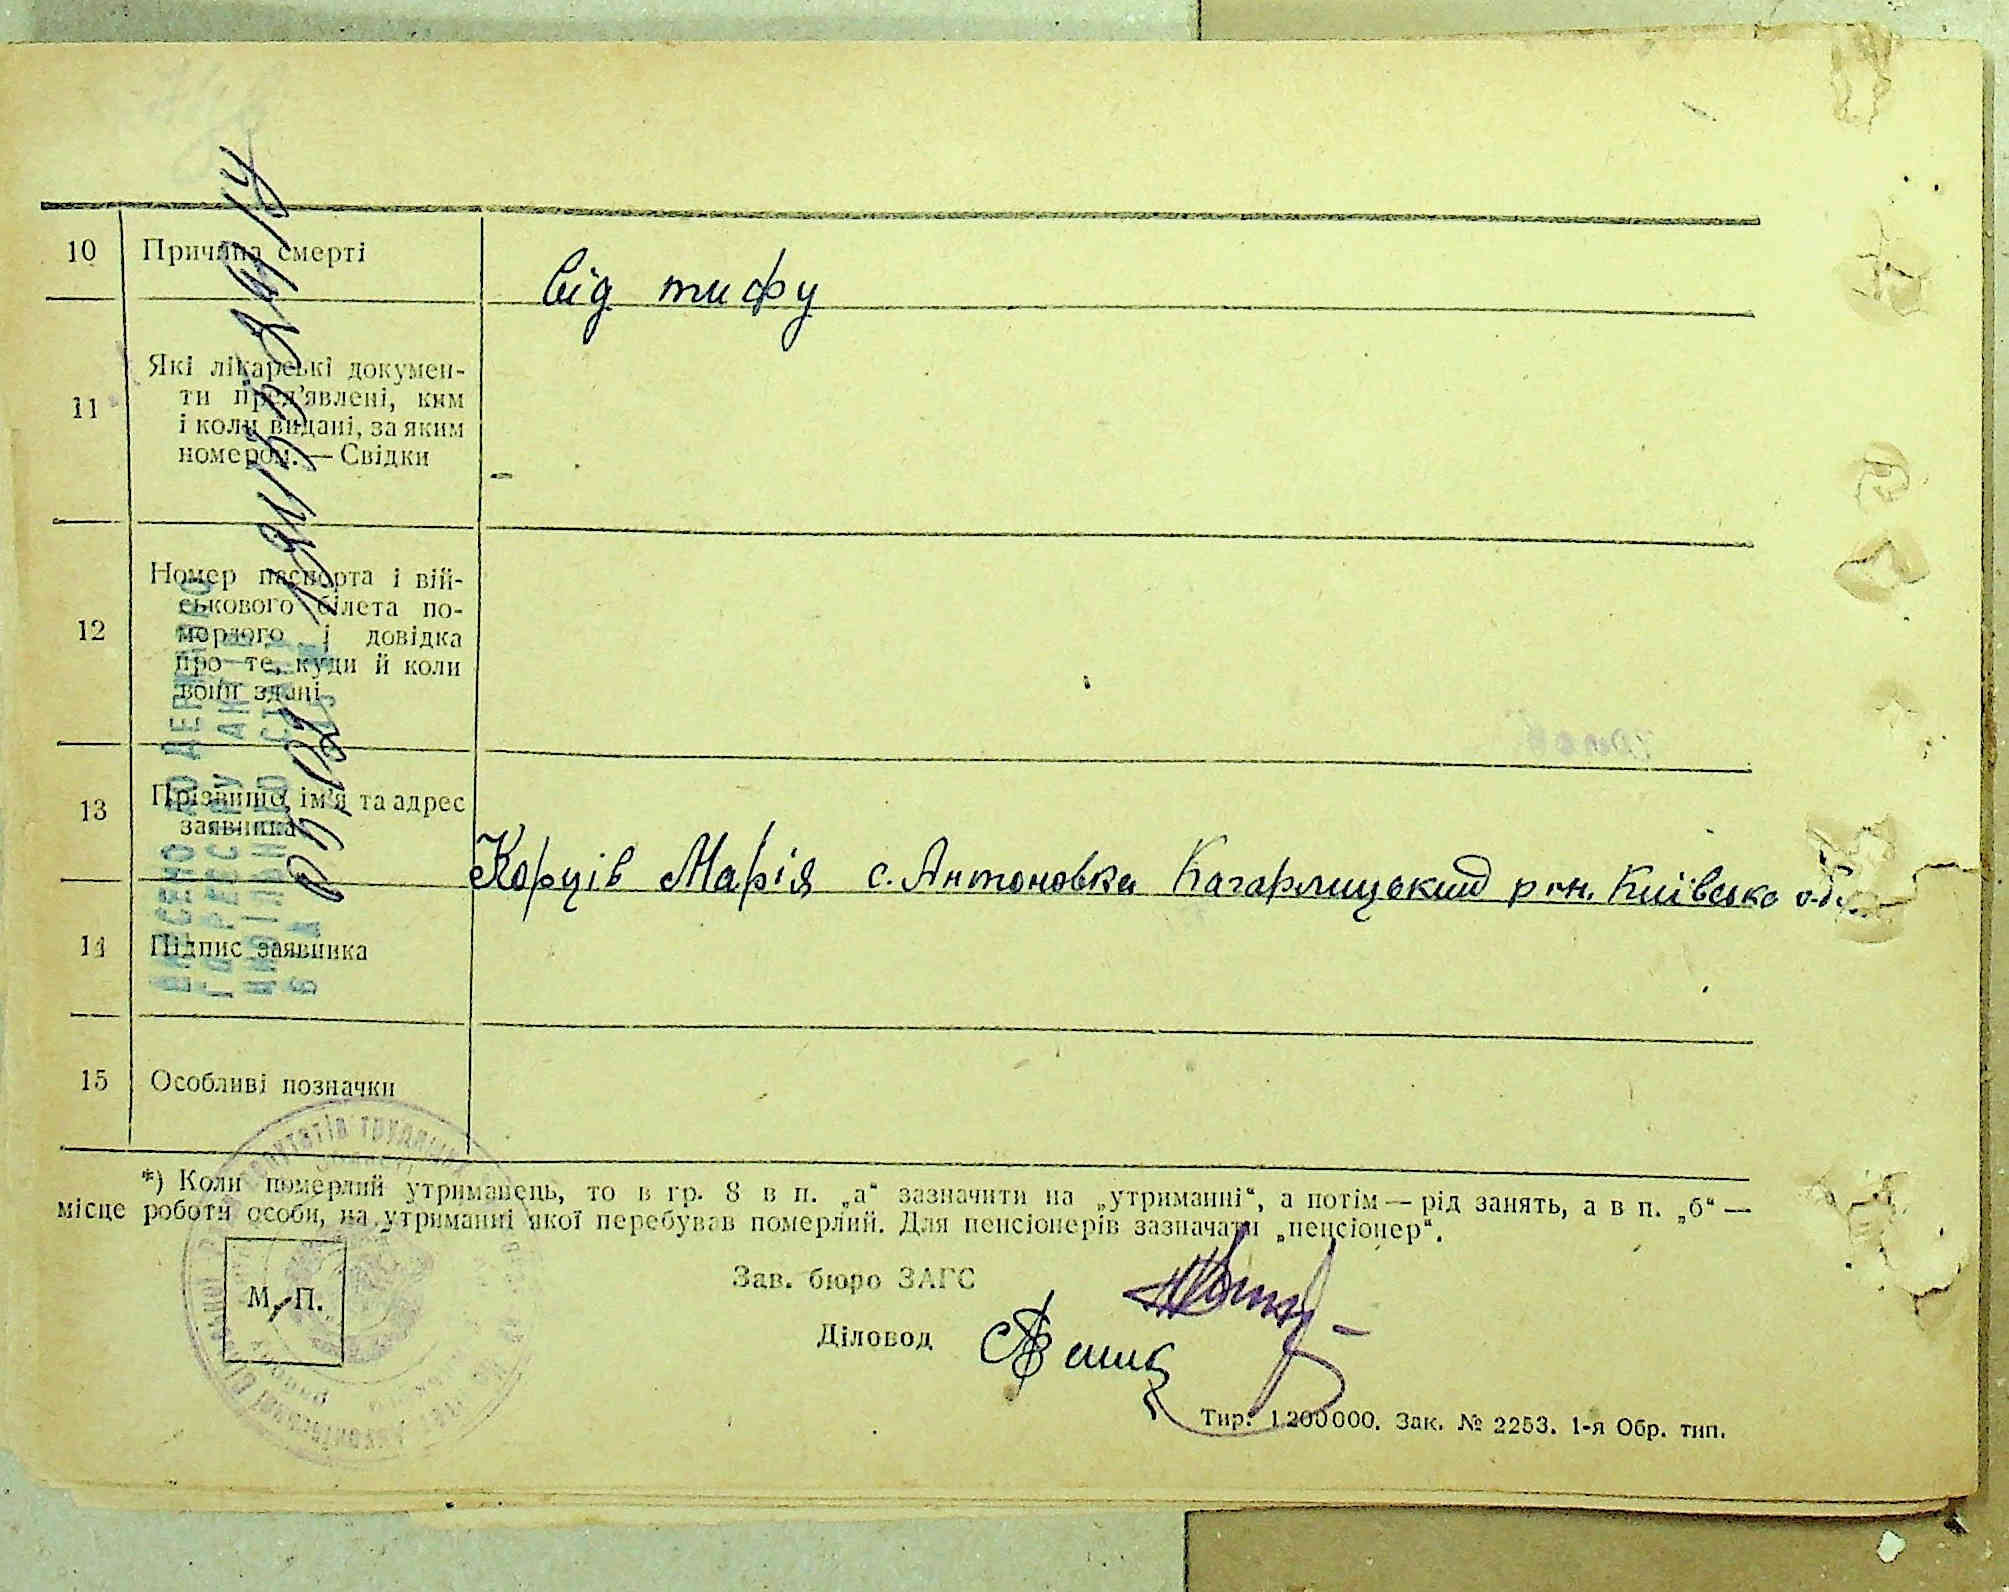 10 Причина смерті
від тифу
11 Які лікарські докумен-
ти пред’явлені, ким
і коли видані, за яким
номером. — Свідки
–
12 Номер паспорта і вій-
ськового білета по-
мерлого і довідка
про те, куди й коли
вони здані
13 Прізвище, ім’я та адрес
заявника
Корців Марія с. Антоновка Кагарлицький рон. Київсько обл.
14 Підпис заявника
15 Особливі позначки
*) Коли померлий утриманець, то в гр. 8 в п. „а“ зазначити на „утриманні“, а потім — рід занять, а в п. „б“ —
місце роботи особи, на утриманні якої перебував померлий. Для пенсіонерів зазначати „пенсіонер“.
М. П.
Зав. бюро ЗАГС
Діловод
Тир. 1.200000. Зак. № 2253. 1-я Обр. тип.